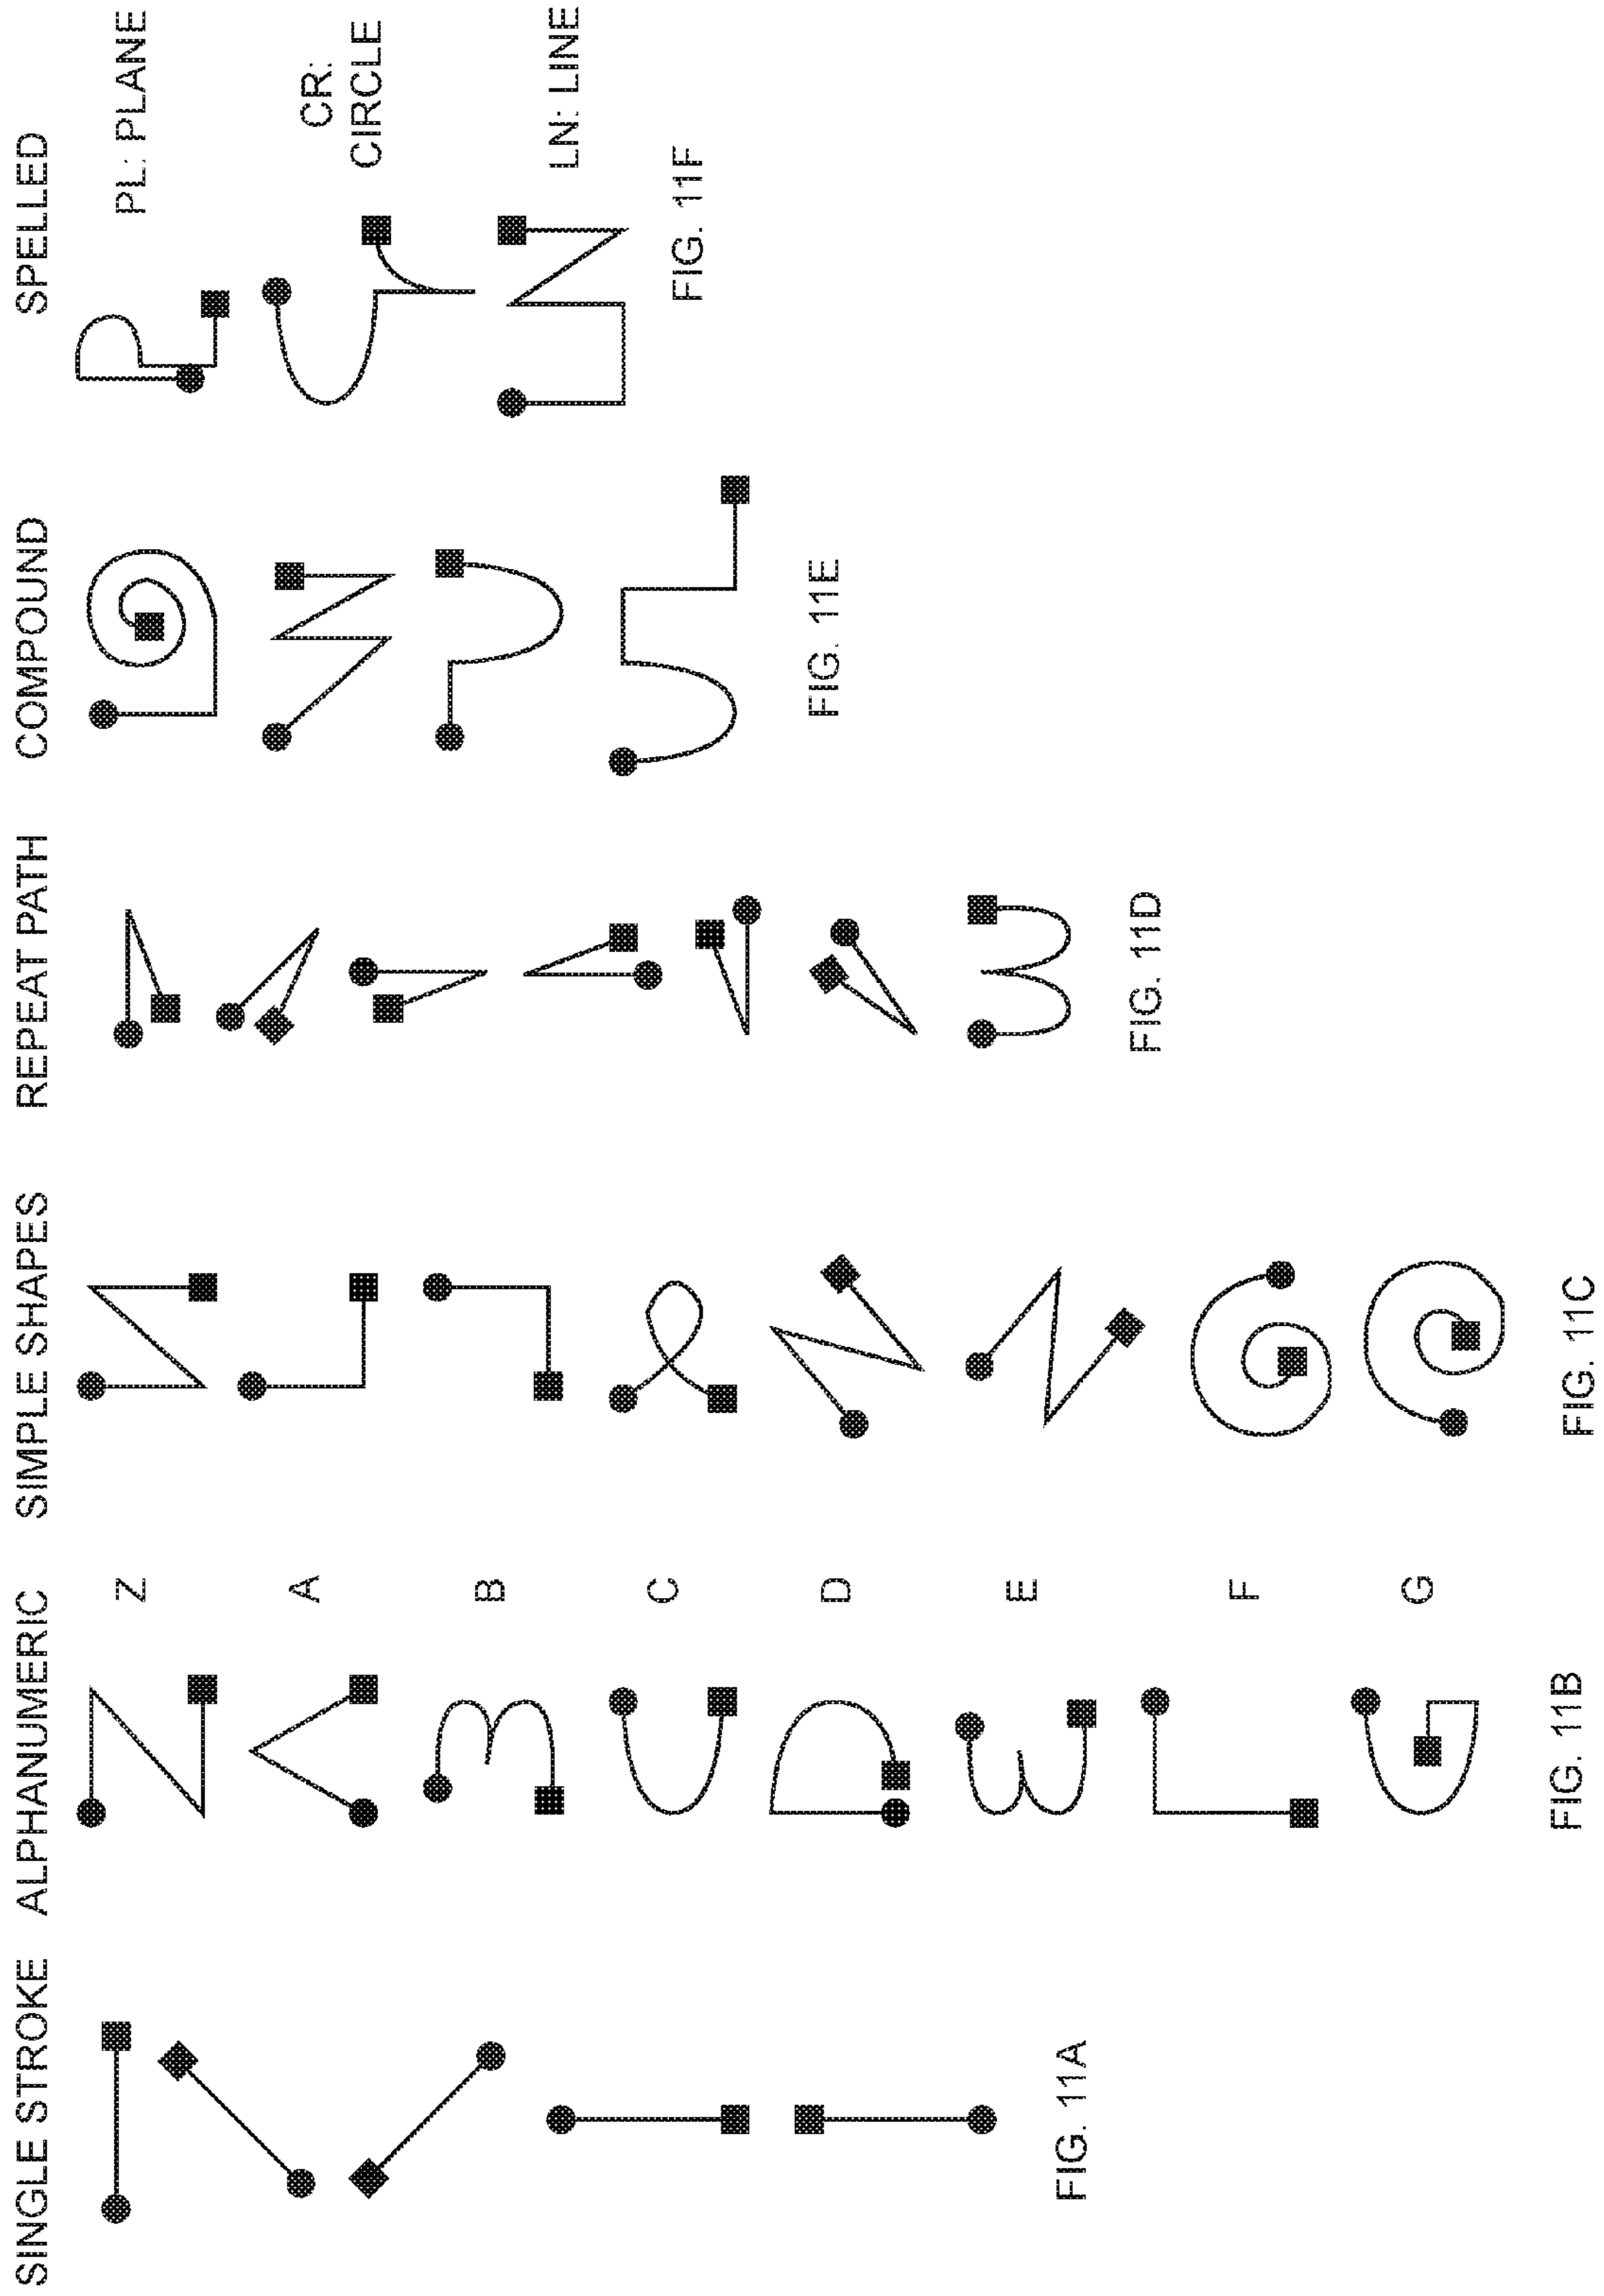 SINGLE STROKE
FIG. 11A
ALPHANUMERIC
Z
A
B
C
D
E
F
G
FIG. 11B
SIMPLE SHAPES
FIG. 11C
REPEAT PATH
FIG. 11D
COMPOUND
FIG. 11E
SPELLED
PL: PLANE
CR:
CIRCLE
LN: LINE
FIG. 11F